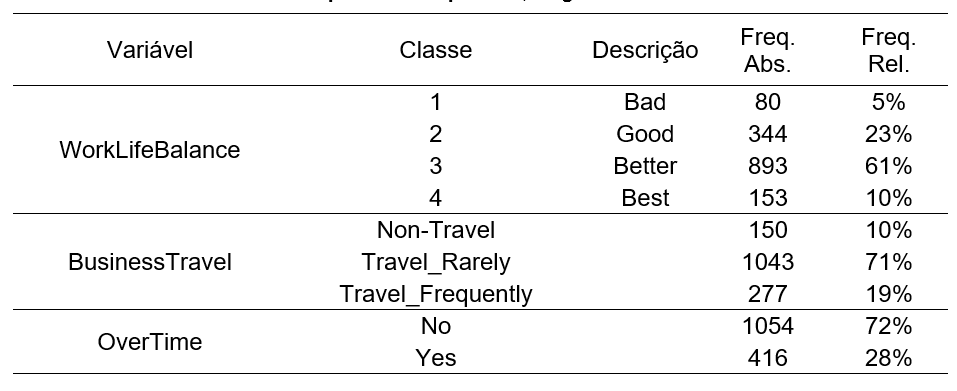 Variável Classe Descrição Freq. Abs. Freq. Rel.
WorkLifeBalance
1 Bad 80 5%
2 Good 344 23%
3 Better 893 61%
4 Best 153 10%
BusinessTravel
Non-Travel 150 10%
Travel_Rarely 1043 71%
Travel_Frequently 277 19%
OverTime
No 1054 72%
Yes 416 28%